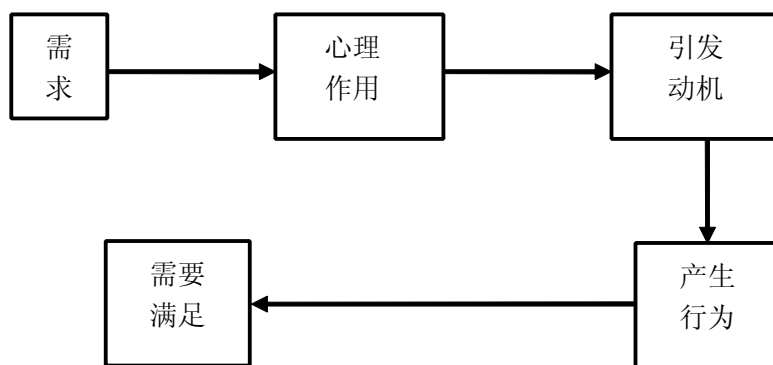 需
求
心理
作用
引发
动机
需要
满足
产生
行为